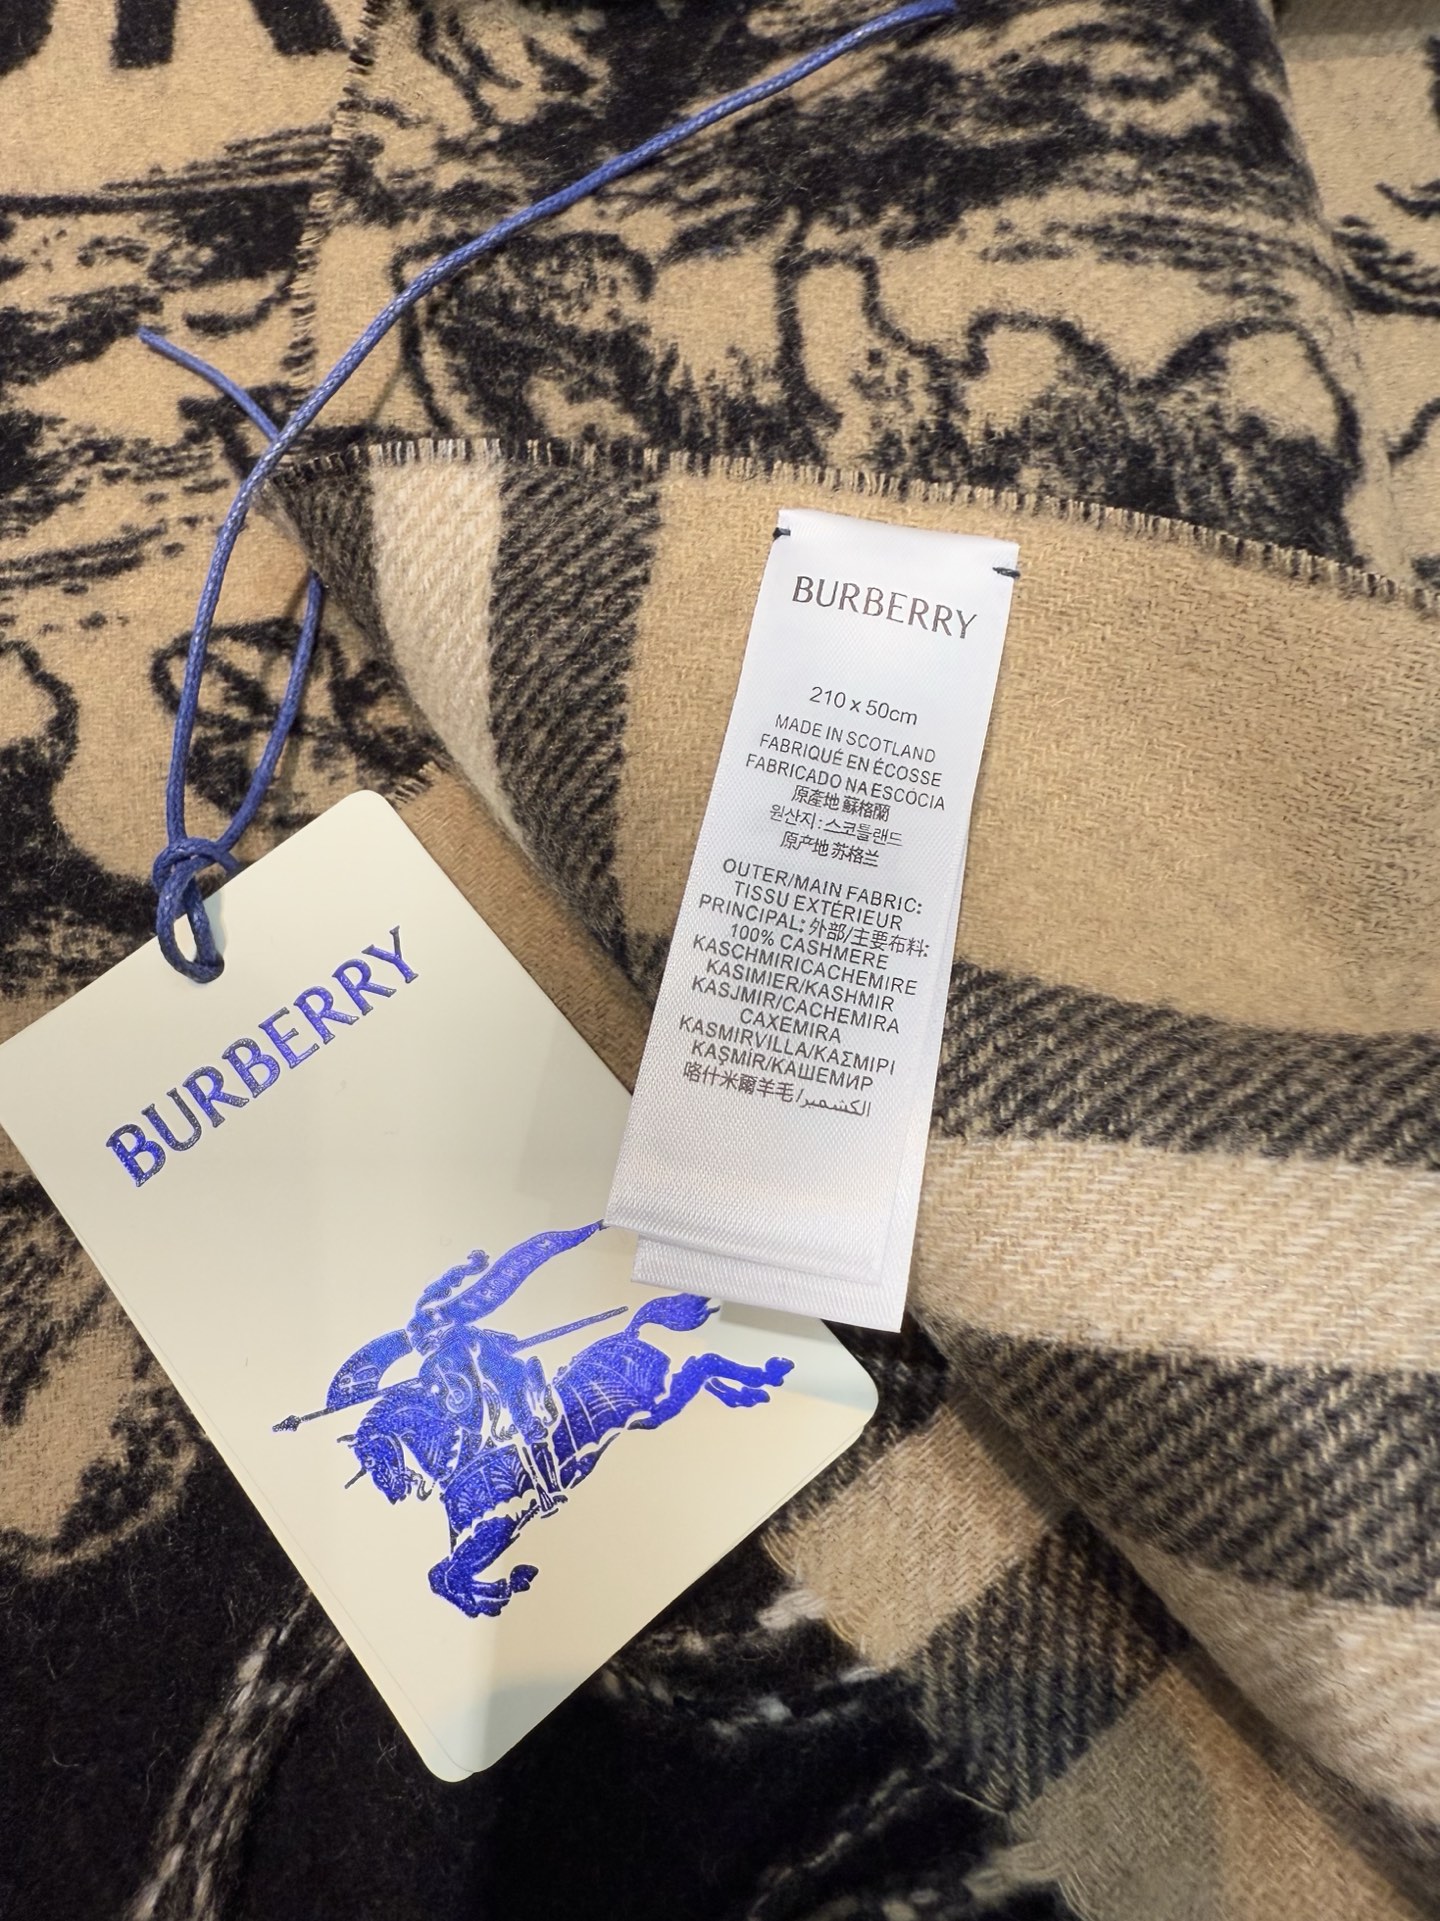 BURBERRY
210 x 50cm
MADE IN SCOTLAND
FABRIQUÉ EN ÉCOSSE
FABRICADO NA ESCÓCIA
原產地 蘇格蘭
원산지: 스코틀랜드
原产地 苏格兰
OUTER/MAIN FABRIC:
TISSU EXTÉRIEUR
PRINCIPAL: 外部/主要布料:
100% CASHMERE
KASCHMIRICACHEMIRE
KASIMIER/KASHMIR
KASJMIR/CACHEMIRA
CAXEMIRA
KASMIRVILLA/KAΣMIPI
KAŞMİR/КАШЕМИР
喀什米爾羊毛/الكشمير
BURBERRY